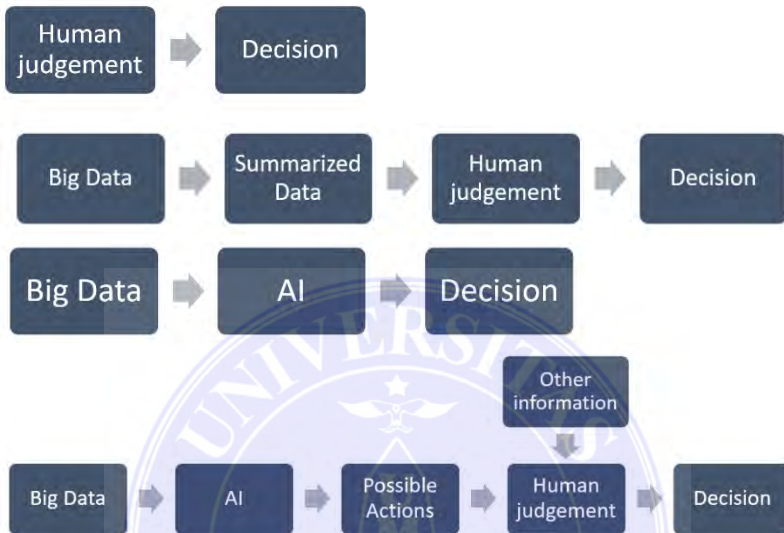 Human
judgement
Decision
Big Data
Summarized
Data
Human
judgement
Decision
Big Data
AI
Decision
UNIVERSITAS
Other
information
Big Data
AI
Possible
Actions
Human
judgement
Decision